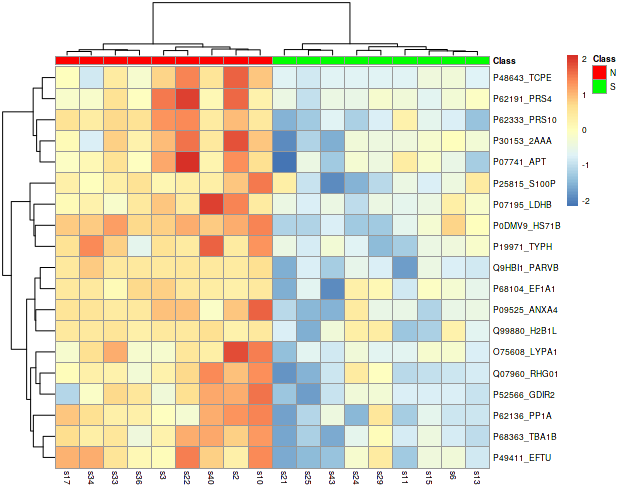 Class
2
1
0
-1
-2
Class
N
S
P48643_TCPE
P62191_PRS4
P62333_PRS10
P30153_2AAA
P07741_APT
P25815_S100P
P07195_LDHB
P0DMV9_HS71B
P19971_TYPH
Q9HBI1_PARVB
P68104_EF1A1
P09525_ANXA4
Q99880_H2B1L
O75608_LYPA1
Q07960_RHG01
P52566_GDIR2
P62136_PP1A
P68363_TBA1B
P49411_EFTU
s17 s34 s33 s36 s3 s22 s40 s2 s10 s21 s25 s43 s24 s29 s11 s15 s6 s13